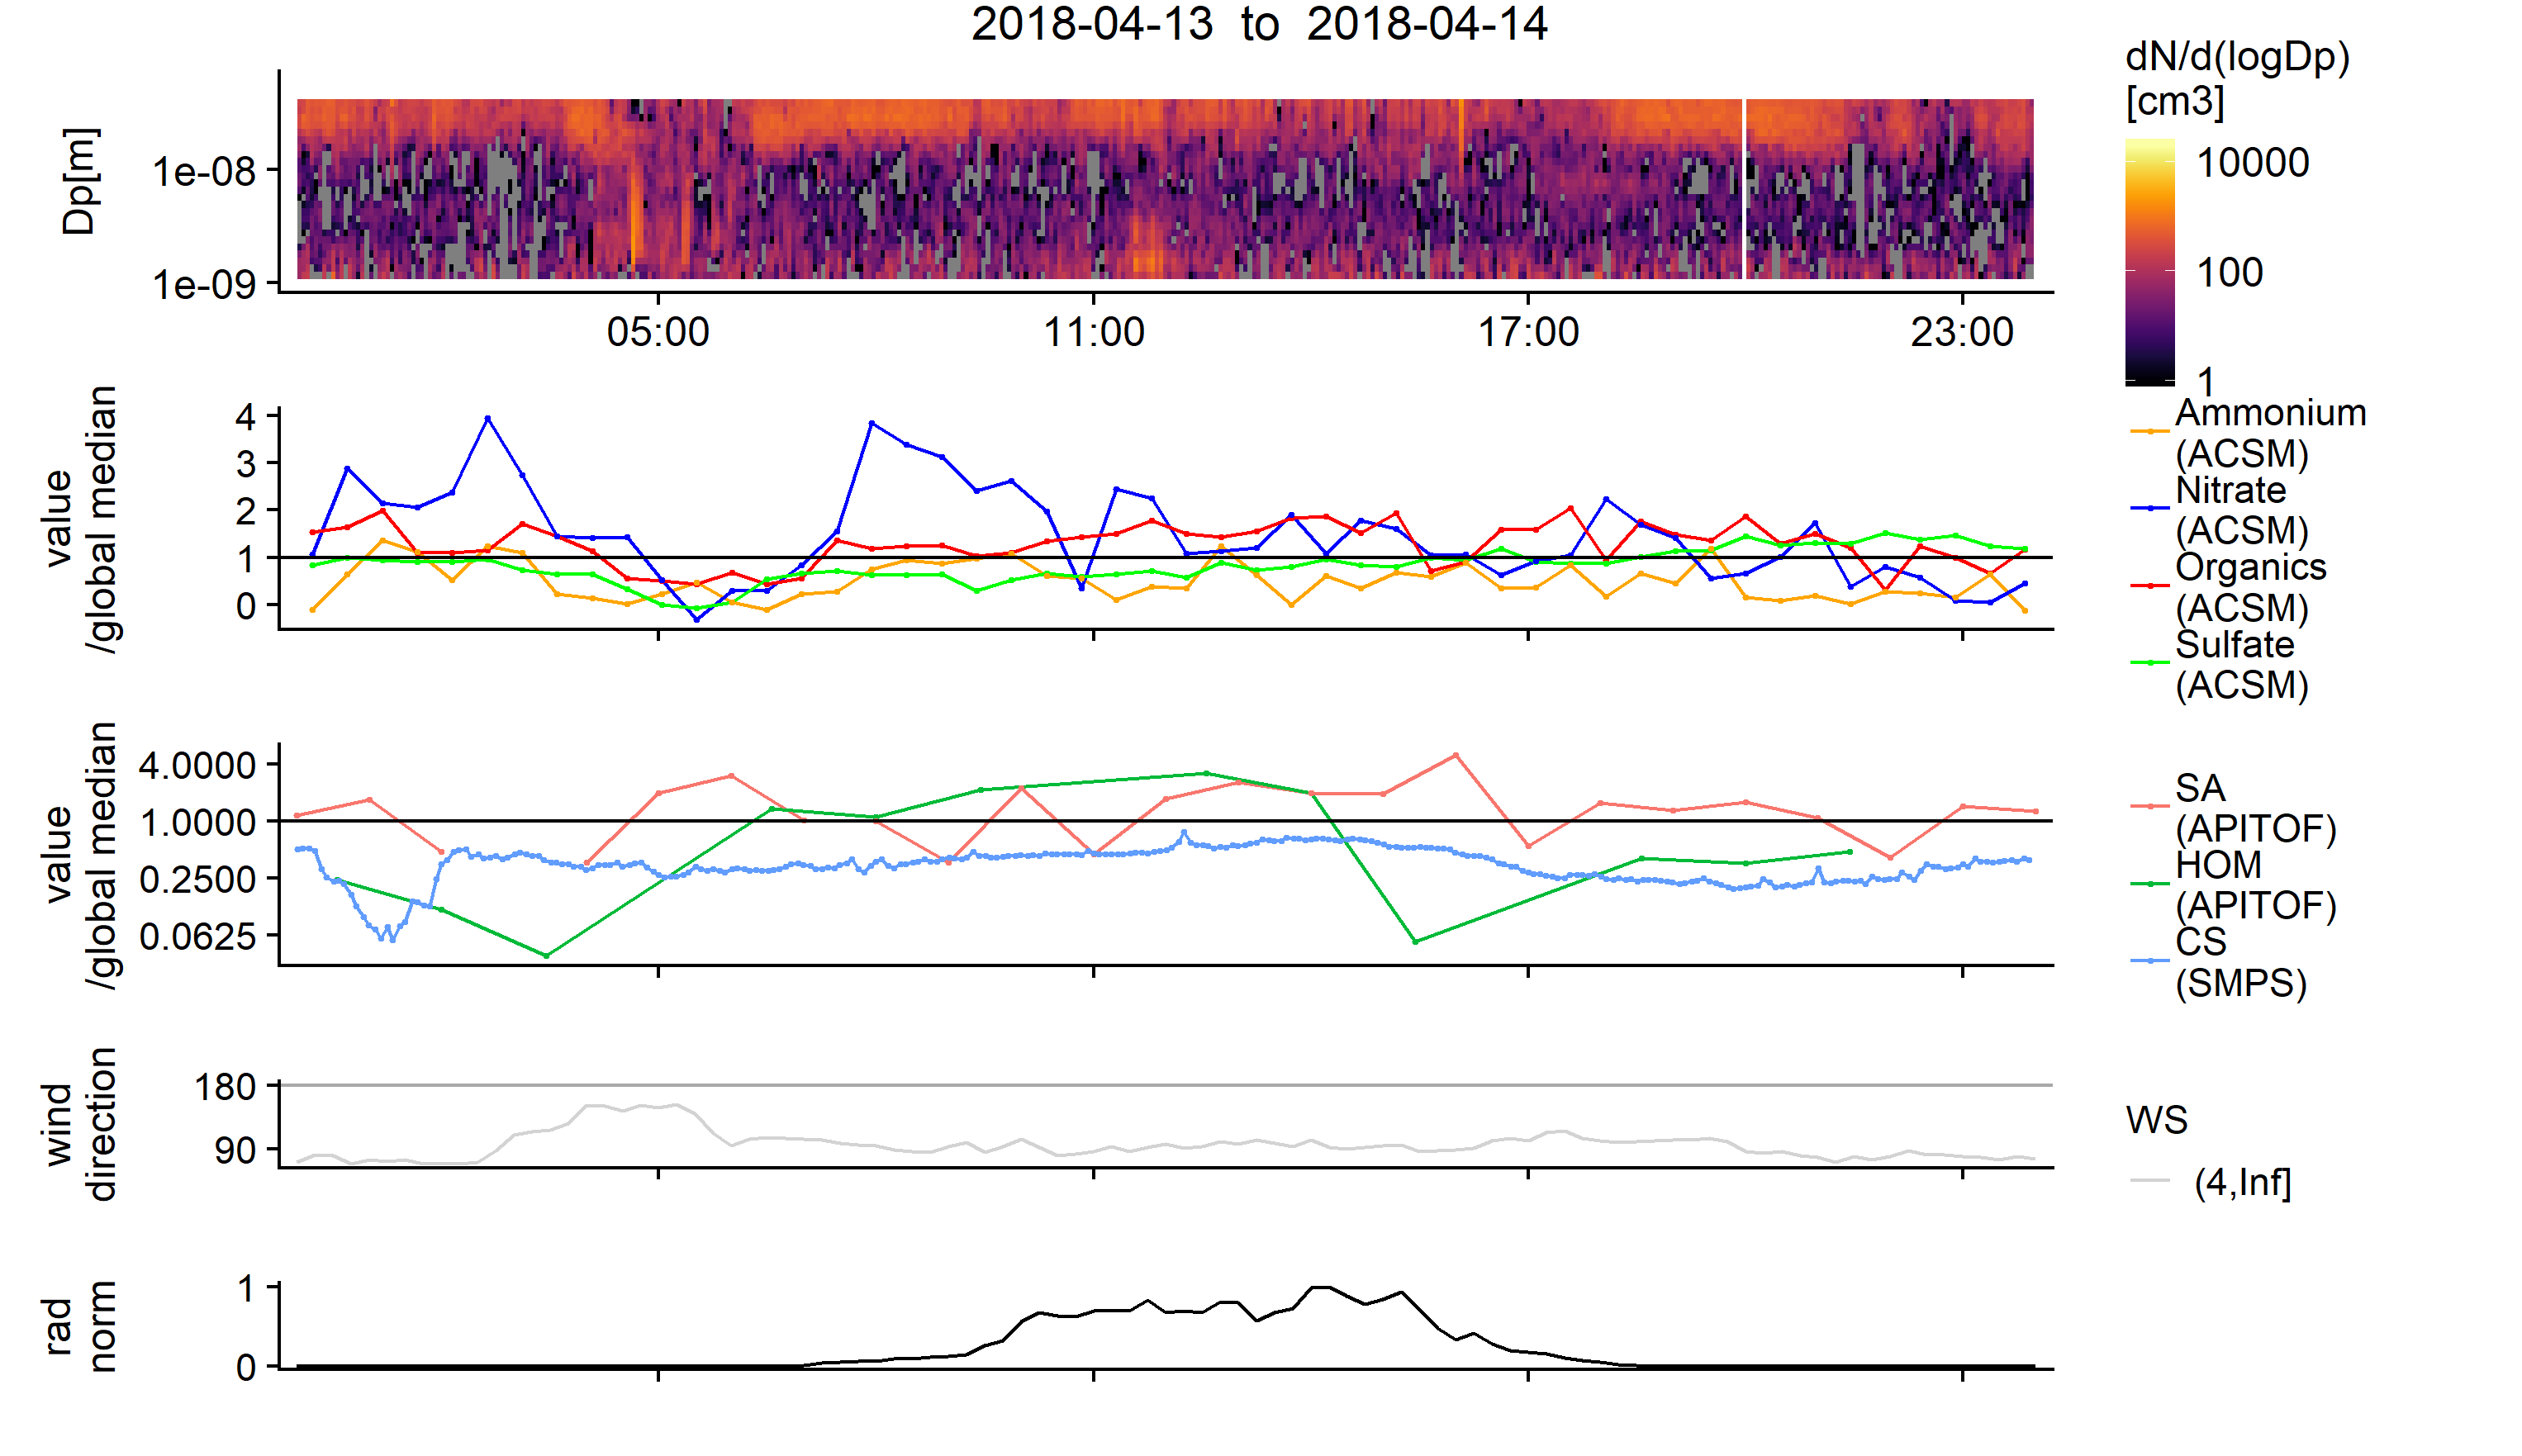 2018-04-13 to 2018-04-14
Dp[m]
1e-08
1e-09
05:00
11:00
17:00
23:00
dN/d(logDp)
[cm3]
10000
100
1
value
/global median
4
3
2
1
0
Ammonium
(ACSM)
Nitrate
(ACSM)
Organics
(ACSM)
Sulfate
(ACSM)
value
/global median
4.0000
1.0000
0.2500
0.0625
SA
(APITOF)
HOM
(APITOF)
CS
(SMPS)
wind
direction
180
90
WS
(4,Inf]
rad
norm
1
0